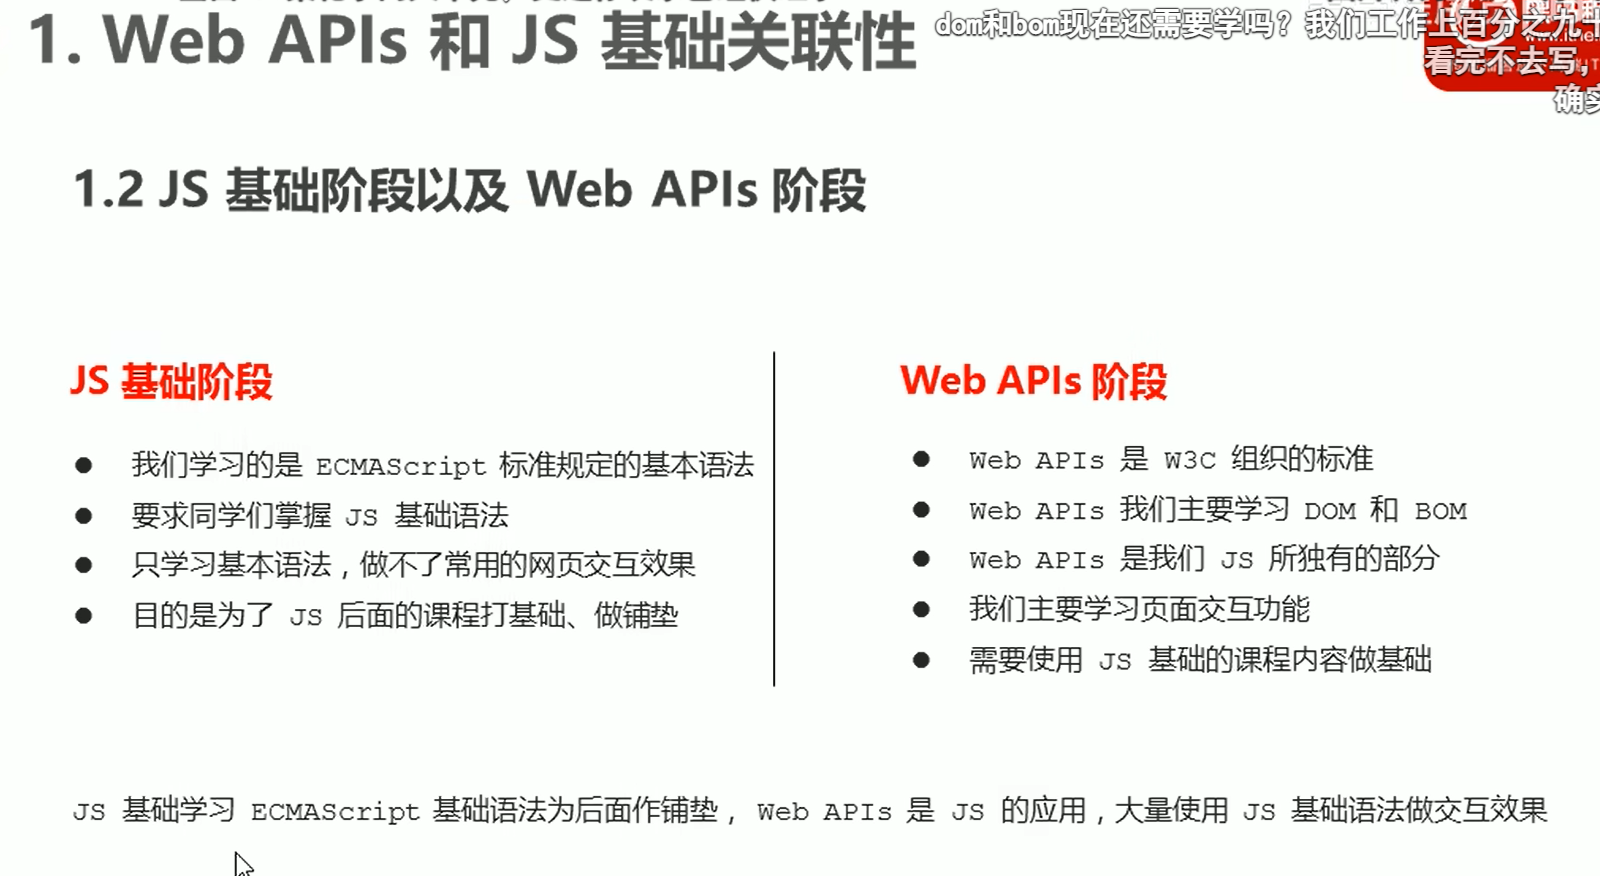 1. Web APIs 和 JS 基础关联性
dom和bom现在还需要学吗？我们工作上百分之九十
看完不去写，
确实
1.2 JS 基础阶段以及 Web APIs 阶段
JS 基础阶段
● 我们学习的是 ECMAScript 标准规定的基本语法
● 要求同学们掌握 JS 基础语法
● 只学习基本语法，做不了常用的网页交互效果
● 目的是为了 JS 后面的课程打基础、做铺垫
Web APIs 阶段
● Web APIs 是 W3C 组织的标准
● Web APIs 我们主要学习 DOM 和 BOM
● Web APIs 是我们 JS 所独有的部分
● 我们主要学习页面交互功能
● 需要使用 JS 基础的课程内容做基础
JS 基础学习 ECMAScript 基础语法为后面作铺垫，Web APIs 是 JS 的应用，大量使用 JS 基础语法做交互效果